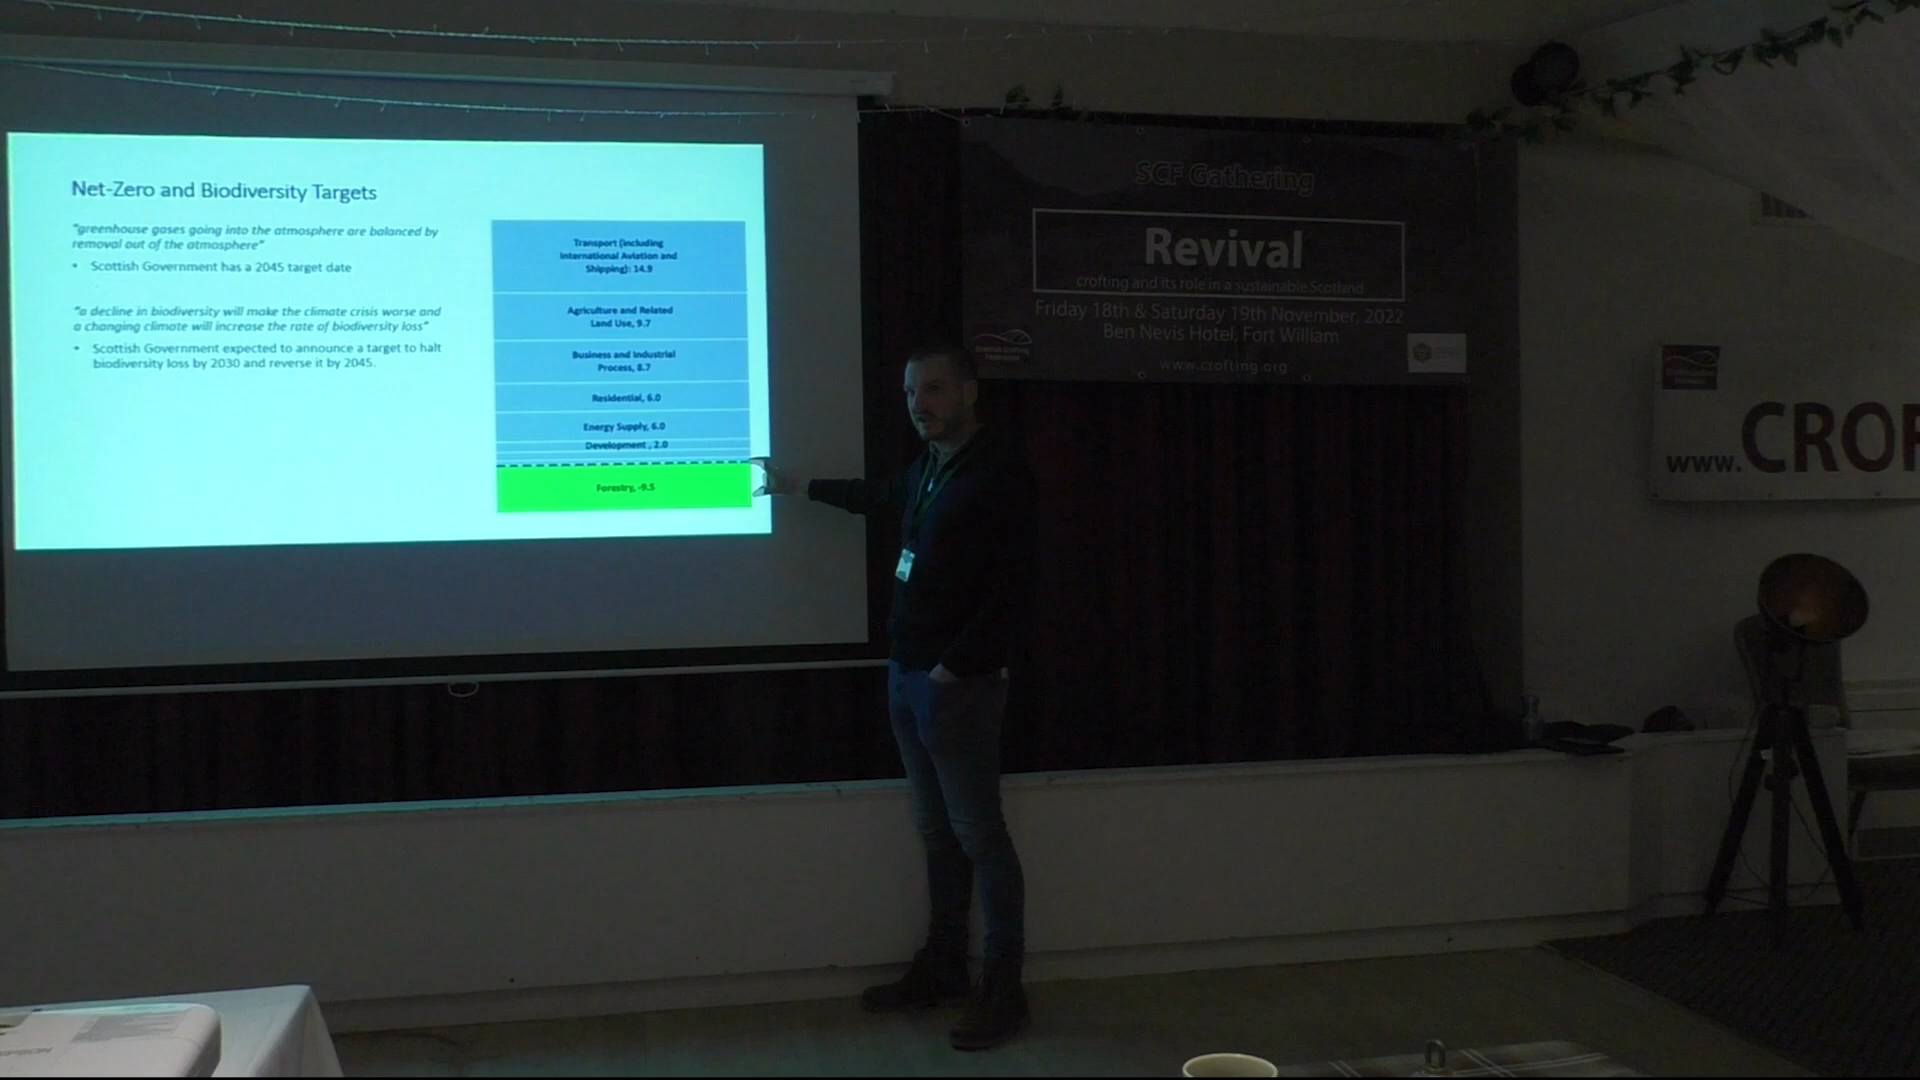 Net-Zero and Biodiversity Targets
"greenhouse gases going into the atmosphere are balanced by
removal out of the atmosphere"
• Scottish Government has a 2045 target date
"a decline in biodiversity will make the climate crisis worse and
a changing climate will increase the rate of biodiversity loss"
• Scottish Government expected to announce a target to halt
biodiversity loss by 2030 and reverse it by 2045.
Transport (including
International Aviation and
Shipping): 14.9
Agriculture and Related
Land Use, 9.7
Business and Industrial
Process, 8.7
Residential, 6.0
Energy Supply, 6.0
Development , 2.0
Forestry, -9.5
SCF Gathering
Revival
crofting and its role in a sustainable Scotland
Friday 18th & Saturday 19th November, 2022
Ben Nevis Hotel, Fort William
www.crofting.org
Scottish Crofting
Federation
www.CROF
EPSON